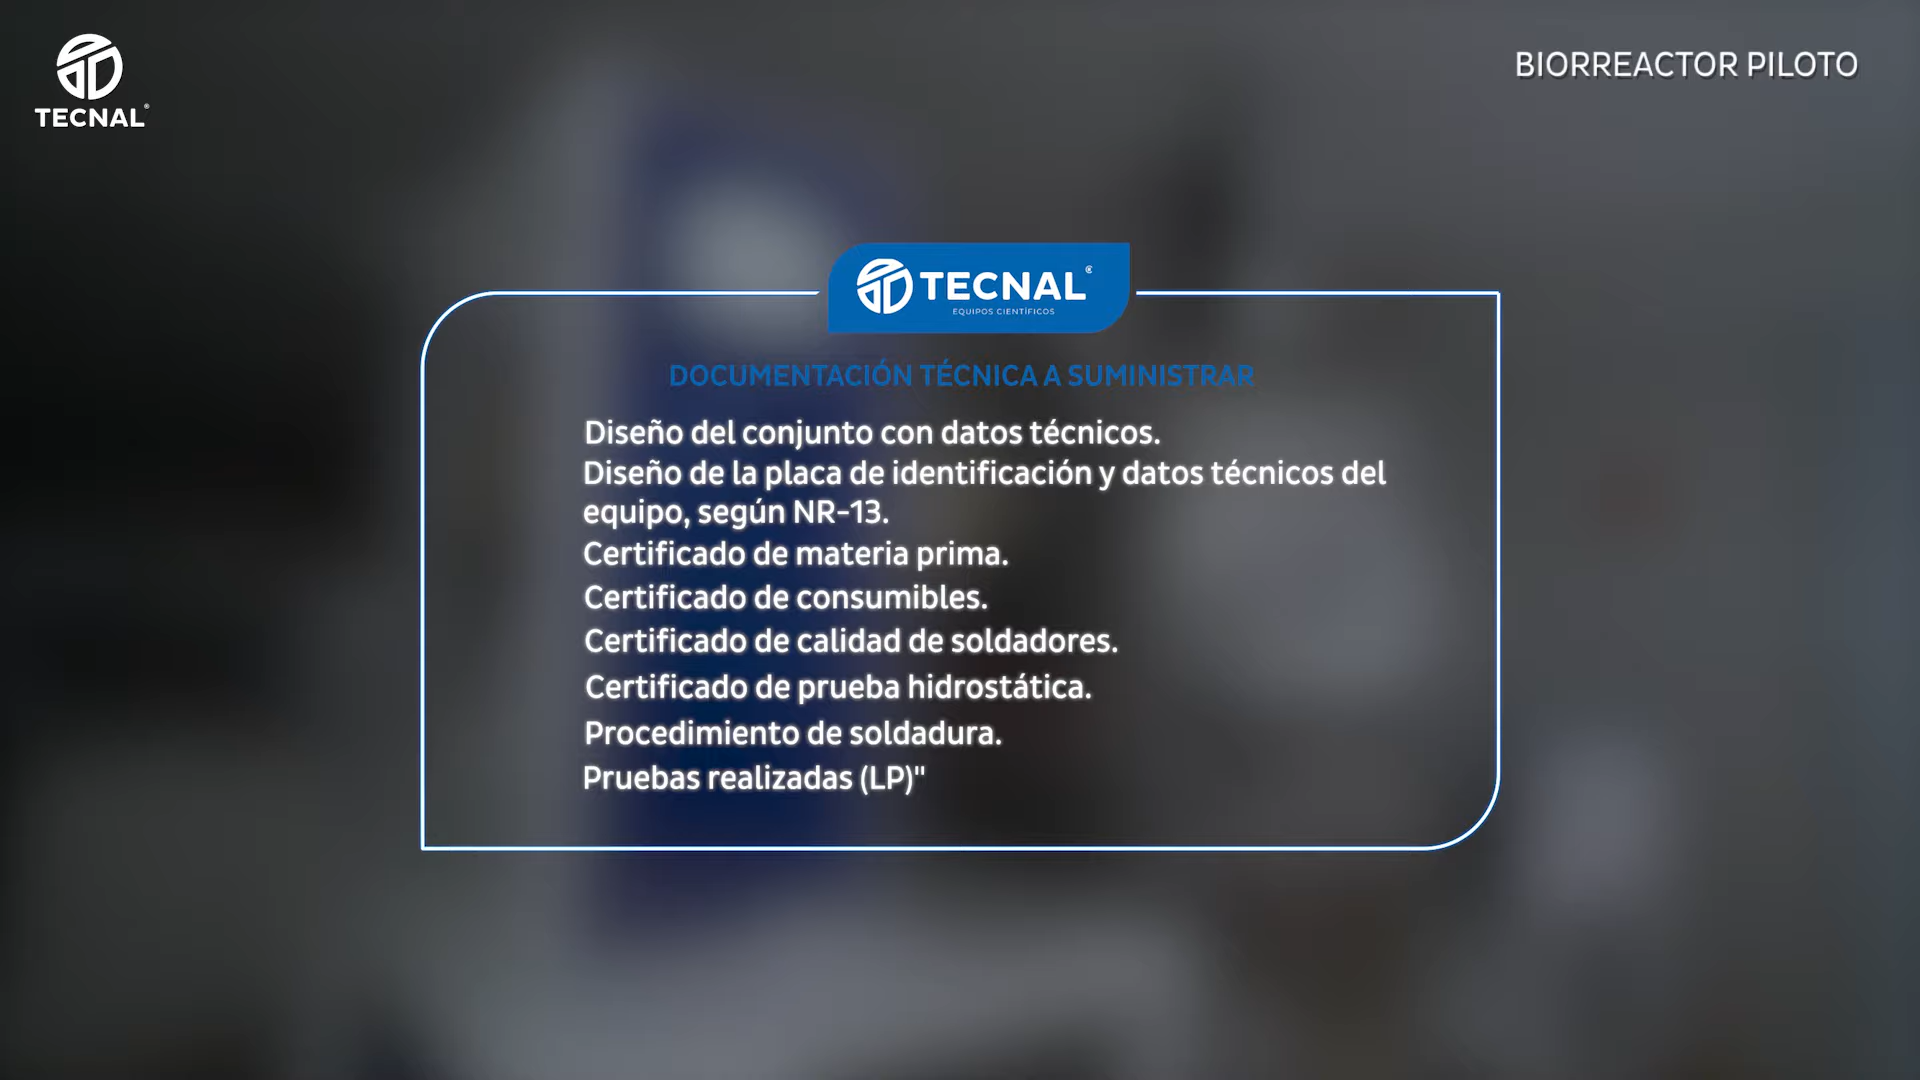 TECNAL®
BIORREACTOR PILOTO
TECNAL®
EQUIPOS CIENTÍFICOS
DOCUMENTACIÓN TÉCNICA A SUMINISTRAR
Diseño del conjunto con datos técnicos.
Diseño de la placa de identificación y datos técnicos del
equipo, según NR-13.
Certificado de materia prima.
Certificado de consumibles.
Certificado de calidad de soldadores.
Certificado de prueba hidrostática.
Procedimiento de soldadura.
Pruebas realizadas (LP)"